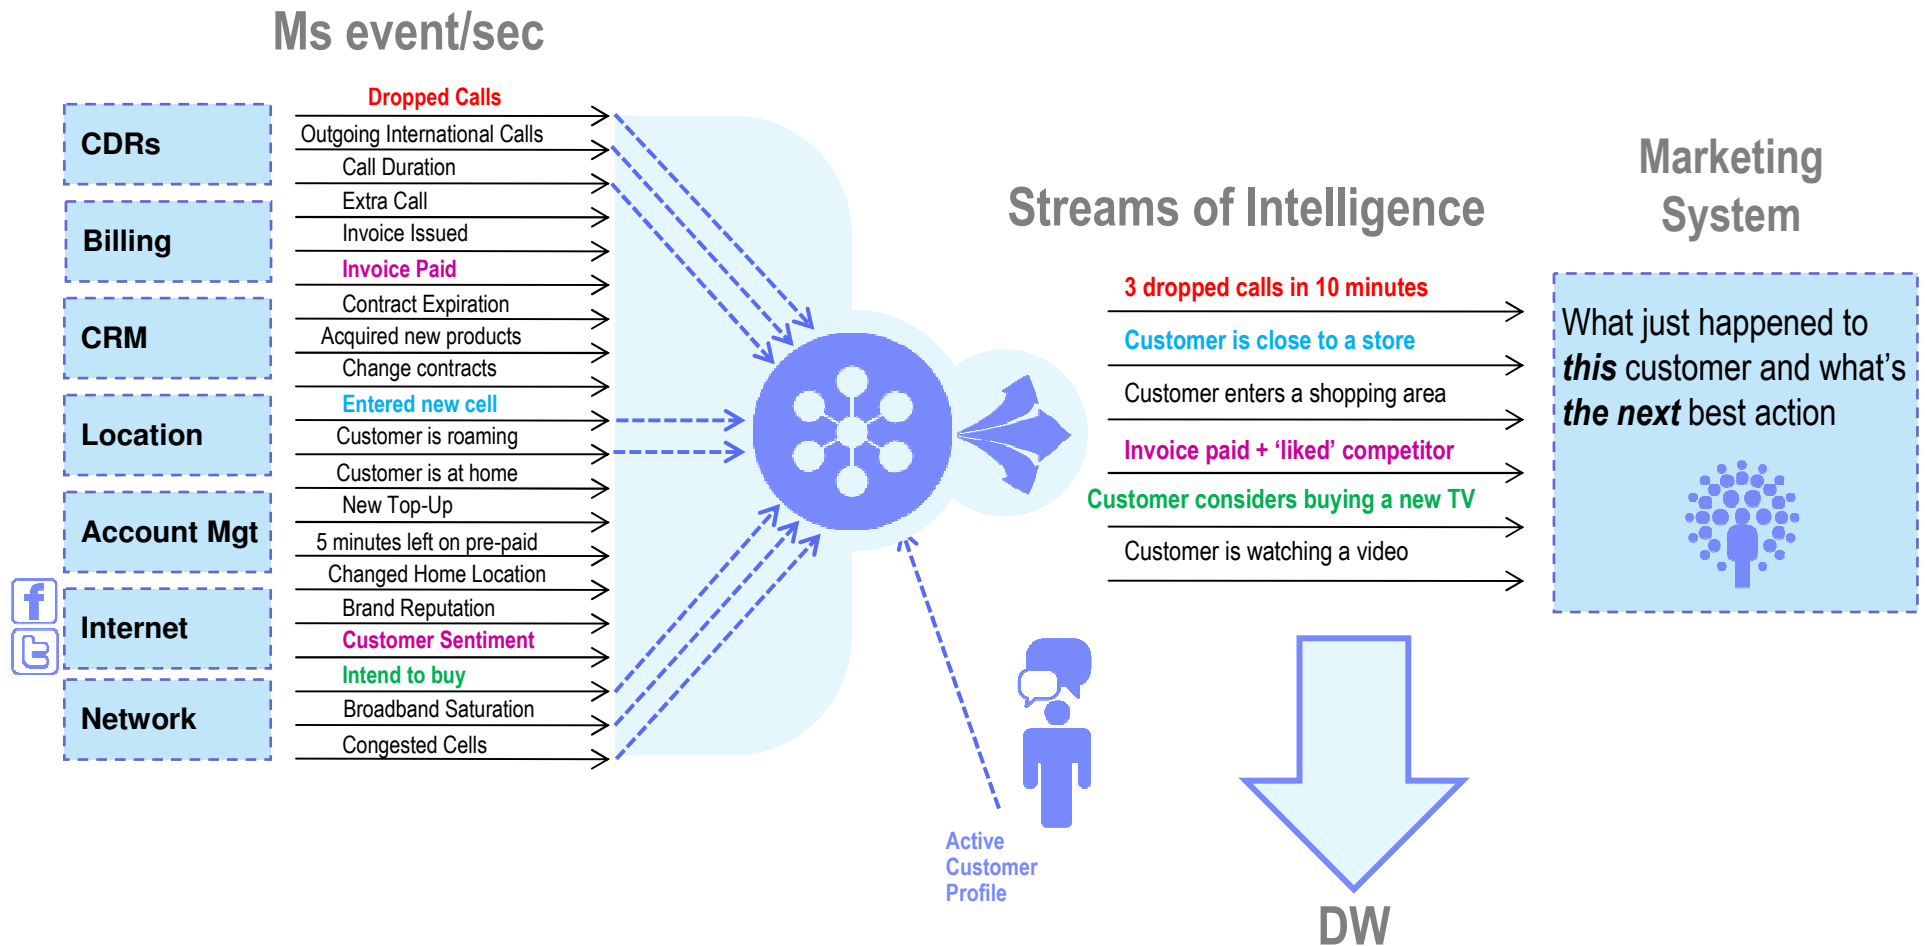 Ms event/sec
CDRs
Billing
CRM
Location
Account Mgt
Internet
Network
Dropped Calls
Outgoing International Calls
Call Duration
Extra Call
Invoice Issued
Invoice Paid
Contract Expiration
Acquired new products
Change contracts
Entered new cell
Customer is roaming
Customer is at home
New Top-Up
5 minutes left on pre-paid
Changed Home Location
Brand Reputation
Customer Sentiment
Intend to buy
Broadband Saturation
Congested Cells
Active
Customer
Profile
Streams of Intelligence
3 dropped calls in 10 minutes
Customer is close to a store
Customer enters a shopping area
Invoice paid + ‘liked’ competitor
Customer considers buying a new TV
Customer is watching a video
DW
Marketing
System
What just happened to
this customer and what's
the next best action
f
t